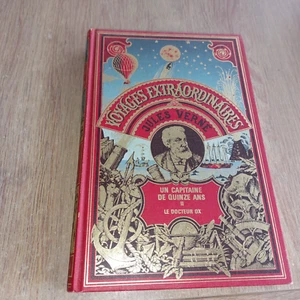 VOYAGES EXTRAORDINAIRES
JULES VERNE
UN CAPITAINE
DE QUINZE ANS
II
LE DOCTEUR OX